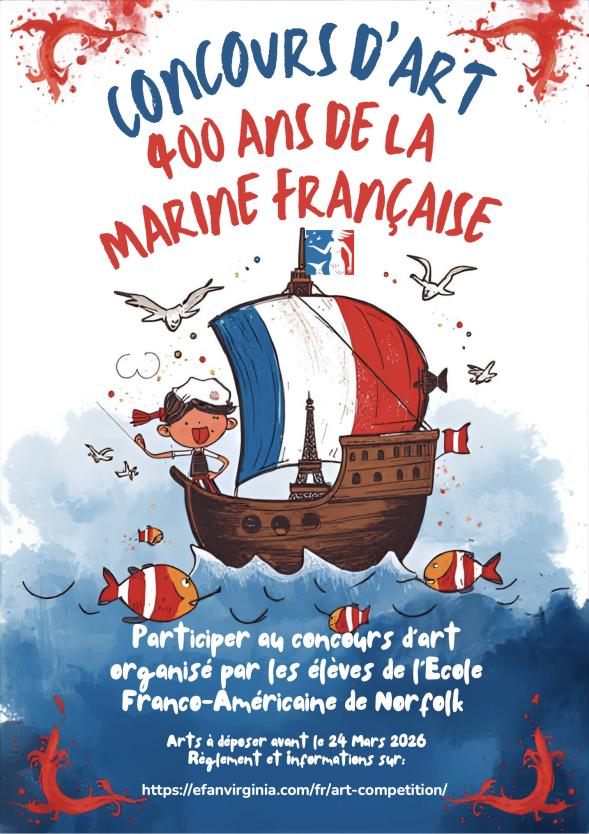 CONCOURS D'ART
400 ANS DE LA
MARINE FRANÇAISE
Participer au concours d'art
organisé par les élèves de l'Ecole
Franco-Américaine de Norfolk
Arts à déposer avant le 24 Mars 2026
Règlement et informations sur:
https://efanvirginia.com/fr/art-competition/